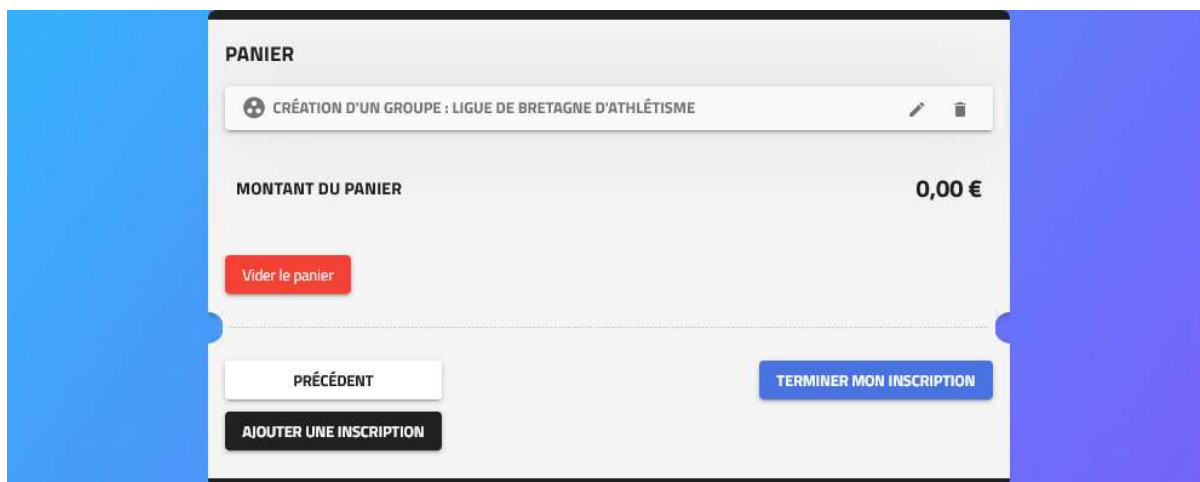 PANIER
CRÉATION D'UN GROUPE : LIGUE DE BRETAGNE D'ATHLÉTISME
MONTANT DU PANIER 0,00 €
Vider le panier
PRÉCÉDENT TERMINER MON INSCRIPTION
AJOUTER UNE INSCRIPTION